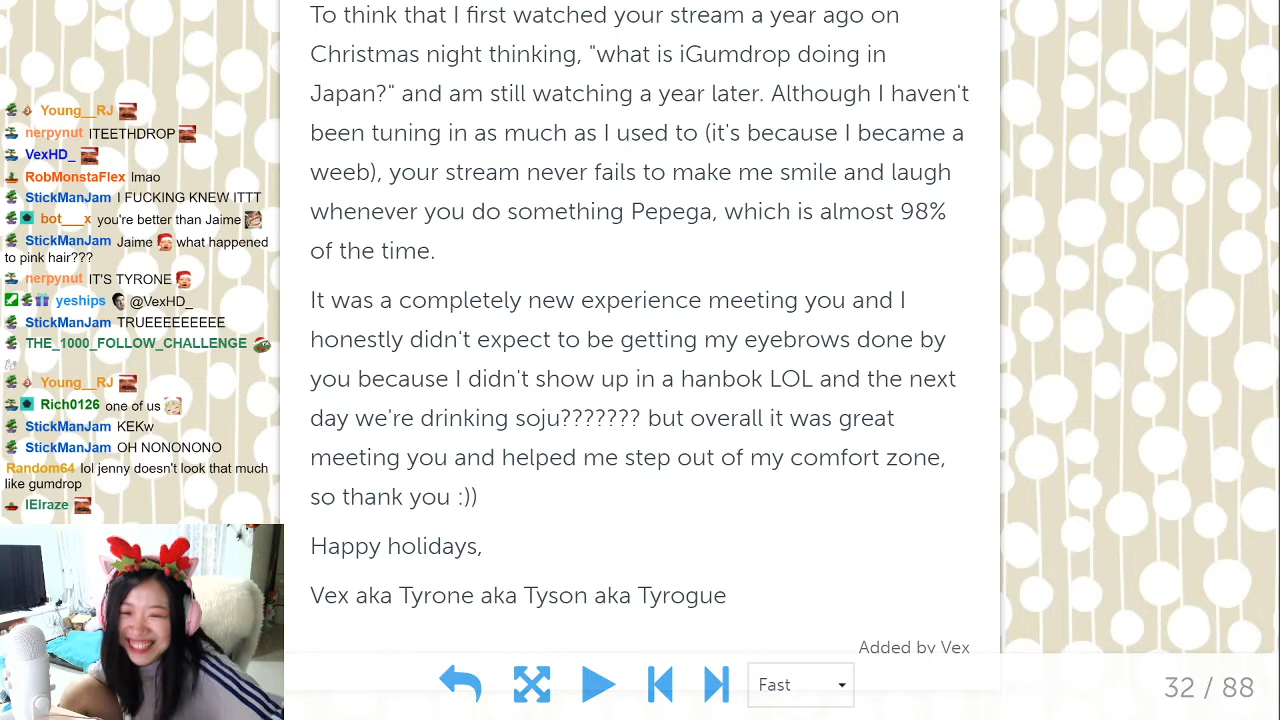 Young__RJ
nerpynut ITEETHDROP
VexHD_
RobMonstaFlex lmao
StickManJam I FUCKING KNEW ITTT
bot___x you're better than Jaime
StickManJam Jaime what happened
to pink hair???
nerpynut IT'S TYRONE
yeships @VexHD_
StickManJam TRUEEEEEEEEE
THE_1000_FOLLOW_CHALLENGE
Young__RJ
Rich0126 one of us
StickManJam KEKw
StickManJam OH NONONONO
Random64 lol jenny doesn't look that much
like gumdrop
lElraze
To think that I first watched your stream a year ago on
Christmas night thinking, "what is iGumdrop doing in
Japan?" and am still watching a year later. Although I haven't
been tuning in as much as I used to (it's because I became a
weeb), your stream never fails to make me smile and laugh
whenever you do something Pepega, which is almost 98%
of the time.
It was a completely new experience meeting you and I
honestly didn't expect to be getting my eyebrows done by
you because I didn't show up in a hanbok LOL and the next
day we're drinking soju??????? but overall it was great
meeting you and helped me step out of my comfort zone,
so thank you :))
Happy holidays,
Vex aka Tyrone aka Tyson aka Tyrogue
Added by Vex
Fast
32 / 88